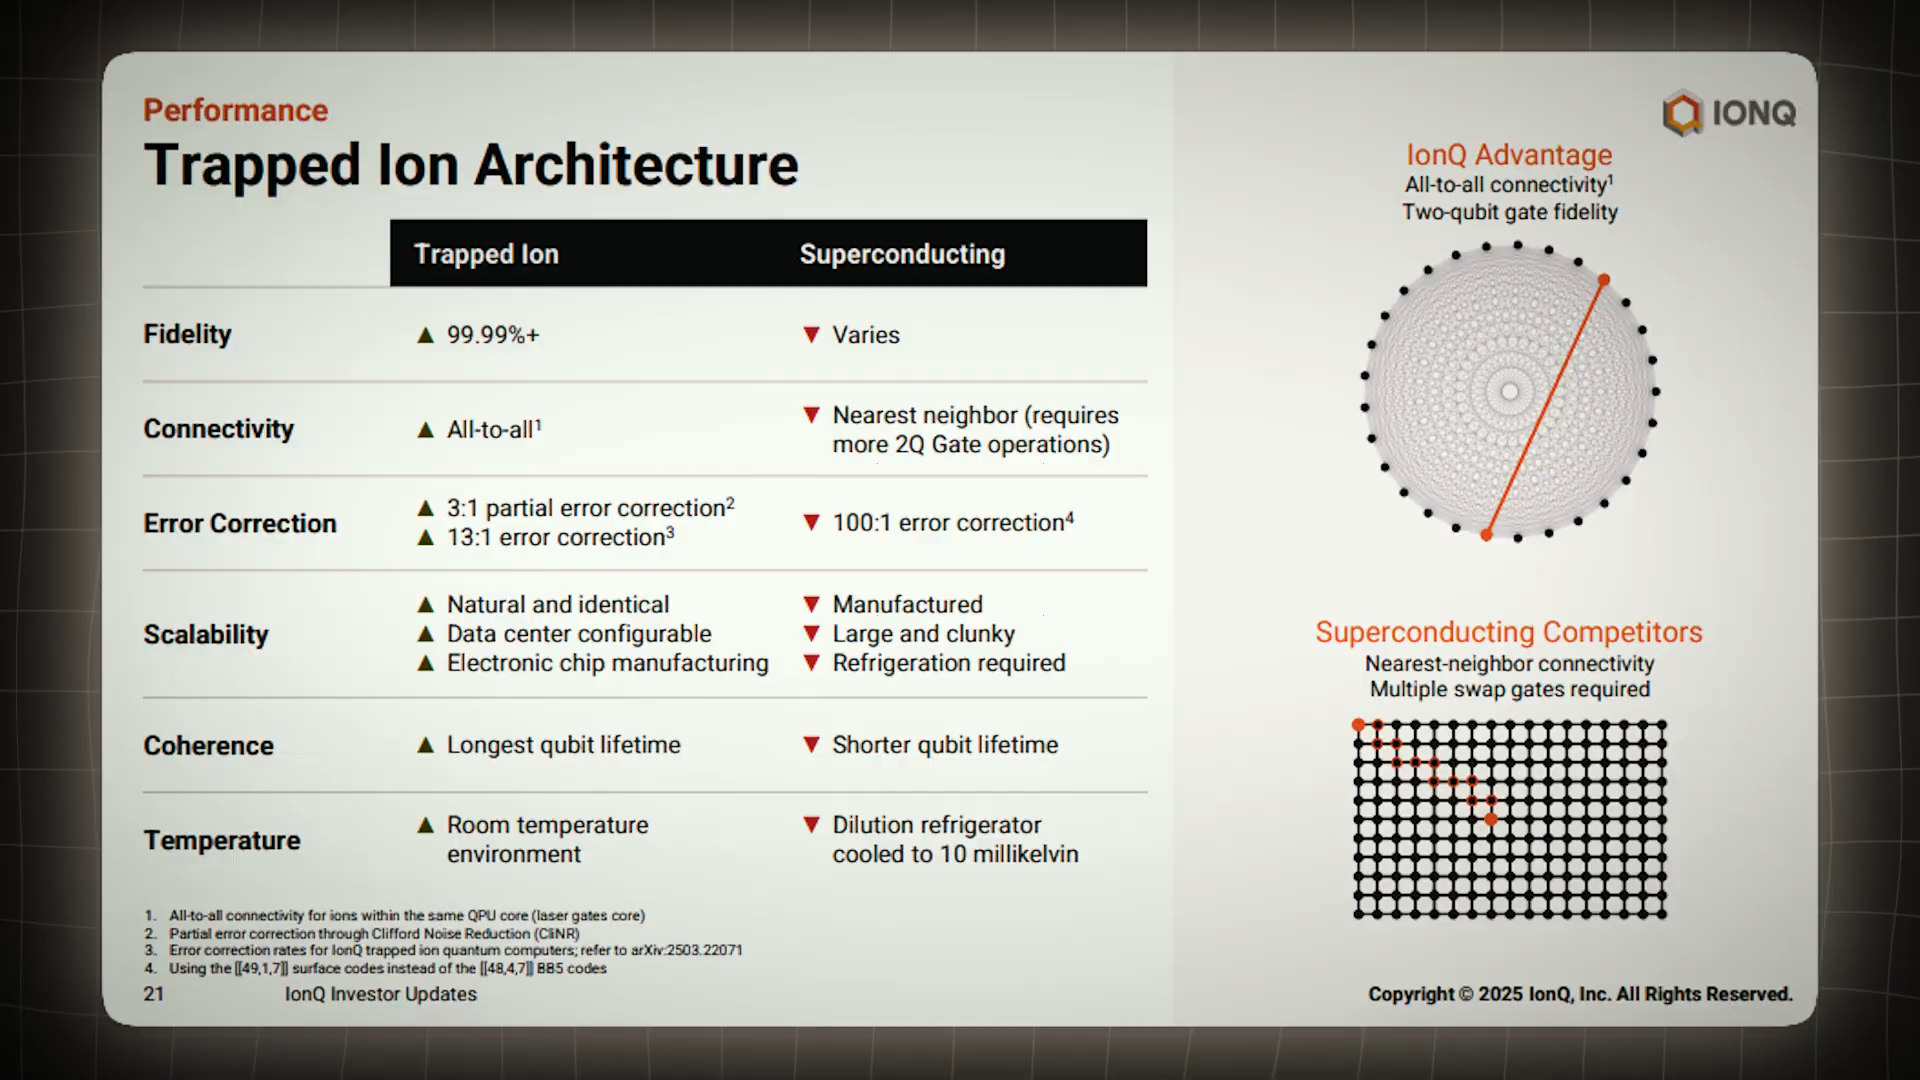 Performance
Trapped Ion Architecture
IONQ
Trapped Ion
Superconducting
Fidelity
▲ 99.99%+
▼ Varies
Connectivity
▲ All-to-all¹
▼ Nearest neighbor (requires
more 2Q Gate operations)
Error Correction
▲ 3:1 partial error correction²
▲ 13:1 error correction³
▼ 100:1 error correction⁴
Scalability
▲ Natural and identical
▲ Data center configurable
▲ Electronic chip manufacturing
▼ Manufactured
▼ Large and clunky
▼ Refrigeration required
Coherence
▲ Longest qubit lifetime
▼ Shorter qubit lifetime
Temperature
▲ Room temperature
environment
▼ Dilution refrigerator
cooled to 10 millikelvin
1. All-to-all connectivity for ions within the same QPU core (laser gates core)
2. Partial error correction through Clifford Noise Reduction (CliNR)
3. Error correction rates for IonQ trapped ion quantum computers; refer to arXiv:2503.22071
4. Using the [[49,1,7]] surface codes instead of the [[48,4,7]] BB5 codes
21
IonQ Investor Updates
IonQ Advantage
All-to-all connectivity¹
Two-qubit gate fidelity
Superconducting Competitors
Nearest-neighbor connectivity
Multiple swap gates required
Copyright © 2025 IonQ, Inc. All Rights Reserved.